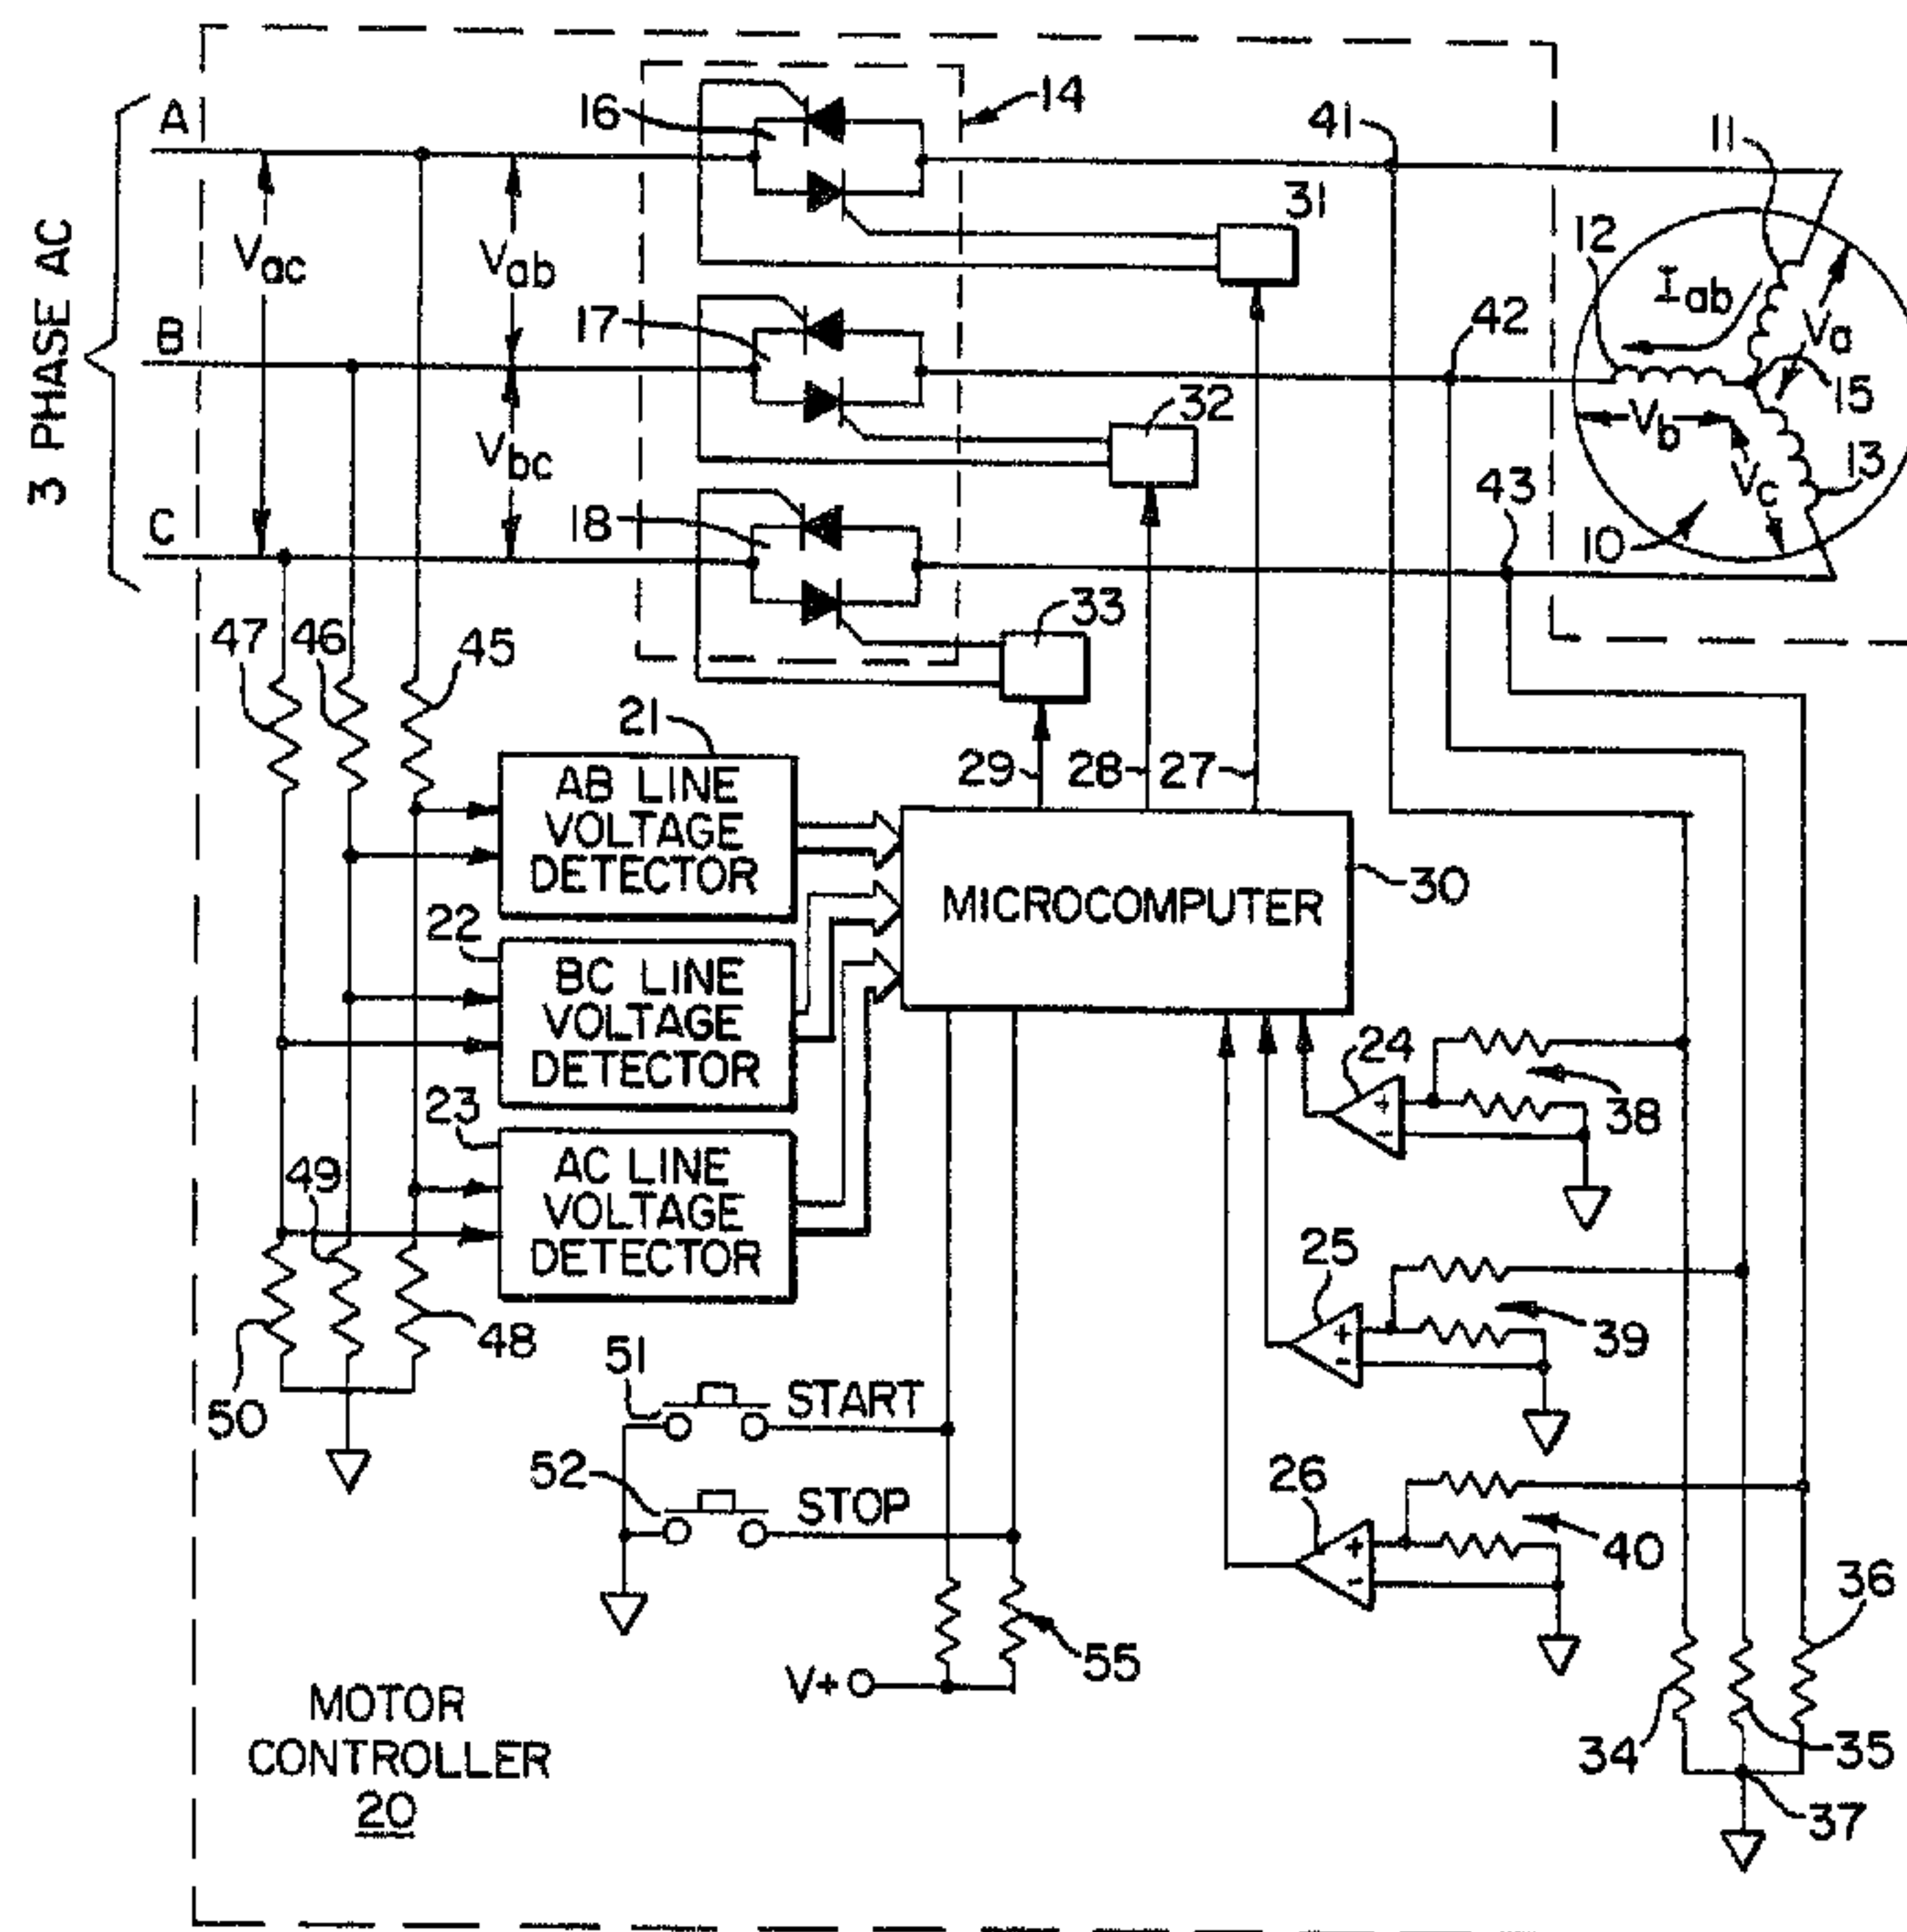 14
A
16
41
11
31
12
3 PHASE AC
Vac
Vab
Iab
Va
B
17
42
32
15
Vb
Vbc
13
Vc
43
C
18
10
33
47
46
45
21
29
28
27
AB LINE
VOLTAGE
DETECTOR
30
MICROCOMPUTER
22
BC LINE
VOLTAGE
DETECTOR
24
+
-
38
23
AC LINE
VOLTAGE
DETECTOR
49
25
+
-
39
48
50
51
START
52
STOP
26
+
-
40
36
55
V+
MOTOR
CONTROLLER
20
34
35
37